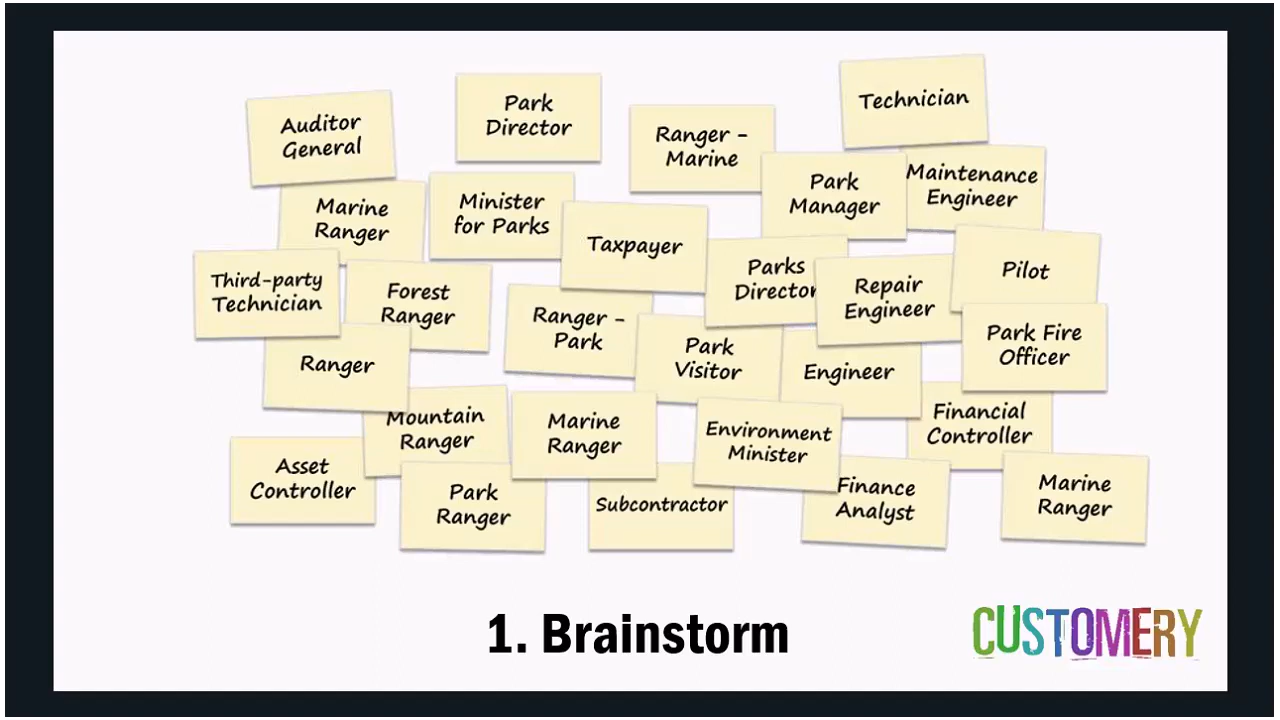 Auditor
General
Park
Director
Ranger -
Marine
Technician
Marine
Ranger
Minister
for Parks
Taxpayer
Park
Manager
Maintenance
Engineer
Third-party
Technician
Forest
Ranger
Ranger -
Park
Parks
Director
Repair
Engineer
Pilot
Ranger
Park
Visitor
Engineer
Park Fire
Officer
Mountain
Ranger
Marine
Ranger
Environment
Minister
Financial
Controller
Asset
Controller
Park
Ranger
Subcontractor
Finance
Analyst
Marine
Ranger
1. Brainstorm
CUSTOMERY